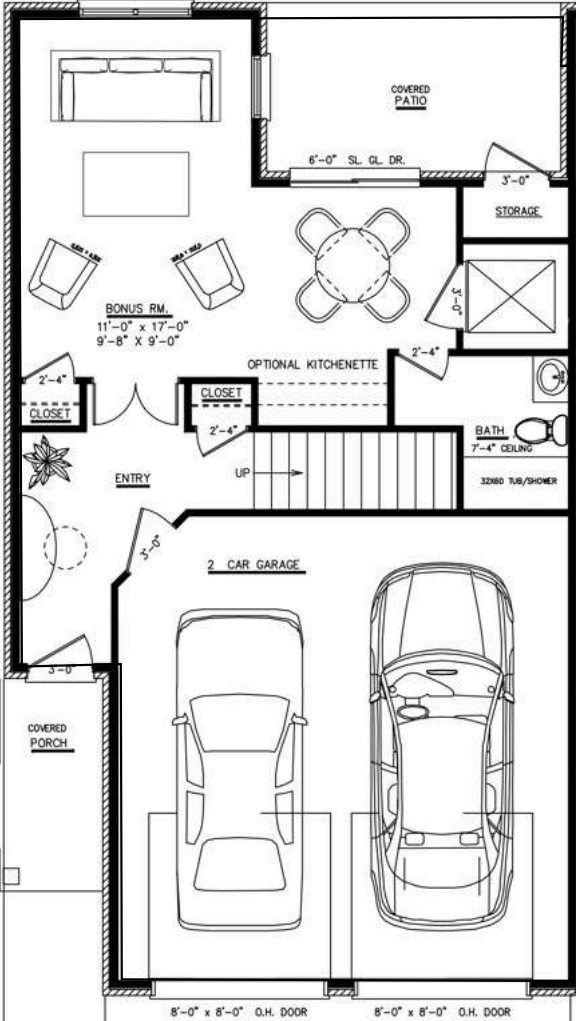 COVERED
PATIO
6'-0" SL. GL. DR.
3'-0"
STORAGE
3'-0"
BONUS RM.
11'-0" x 17'-0"
9'-8" X 9'-0"
2'-4"
OPTIONAL KITCHENETTE
2'-4"
CLOSET
CLOSET
2'-4"
BATH
7'-4" CEILING
32X60 TUB/SHOWER
ENTRY
UP
3'-0"
2 CAR GARAGE
3'-0"
COVERED
PORCH
8'-0" x 8'-0" O.H. DOOR
8'-0" x 8'-0" O.H. DOOR